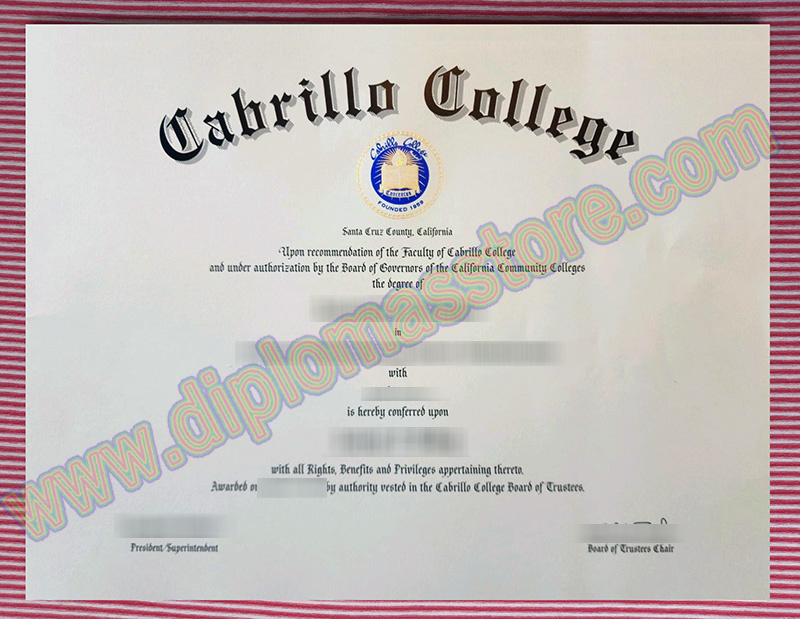 Cabrillo College
Cabrillo College
FOUNDED 1959
Santa Cruz County, California
Upon recommendation of the Faculty of Cabrillo College
and under authorization by the Board of Governors of the California Community Colleges
the degree of
in
with
is hereby conferred upon
with all Rights, Benefits and Privileges appertaining thereto.
Awarded on by authority vested in the Cabrillo College Board of Trustees.
President/Superintendent
Board of Trustees Chair
www.diplomasstore.com